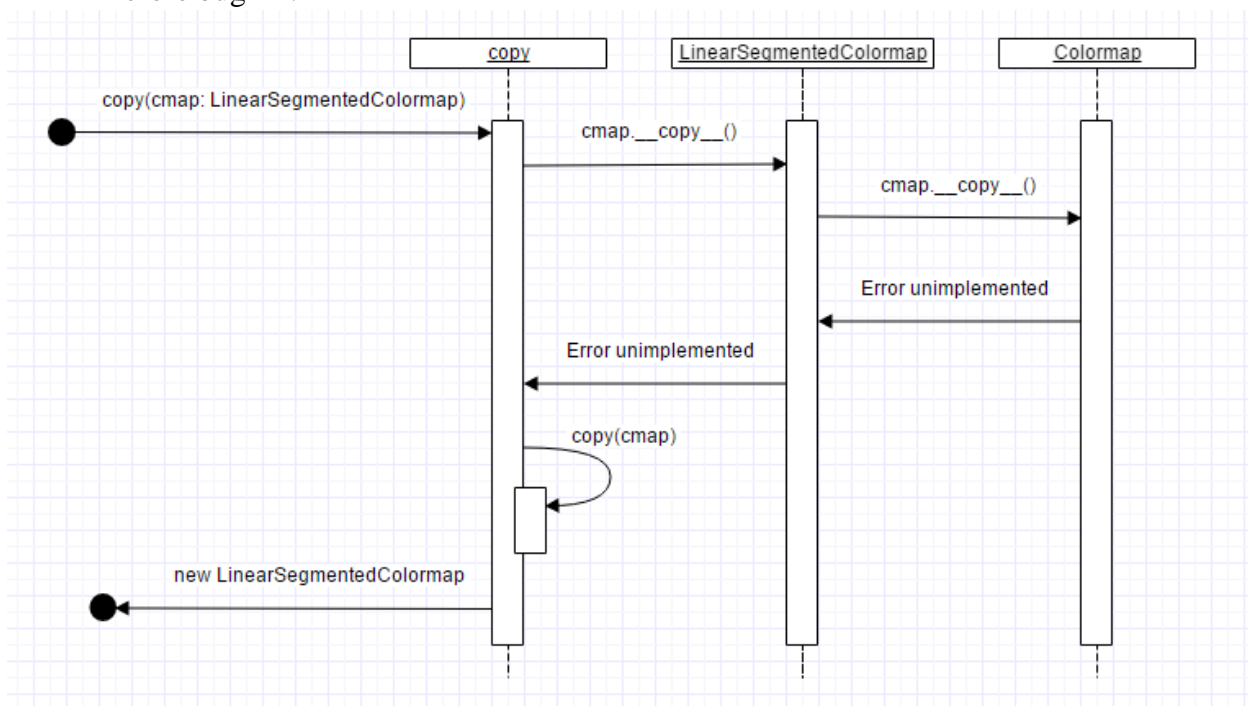 copy
LinearSegmentedColormap
Colormap
copy(cmap: LinearSegmentedColormap)
cmap.__copy__()
cmap.__copy__()
Error unimplemented
Error unimplemented
copy(cmap)
new LinearSegmentedColormap